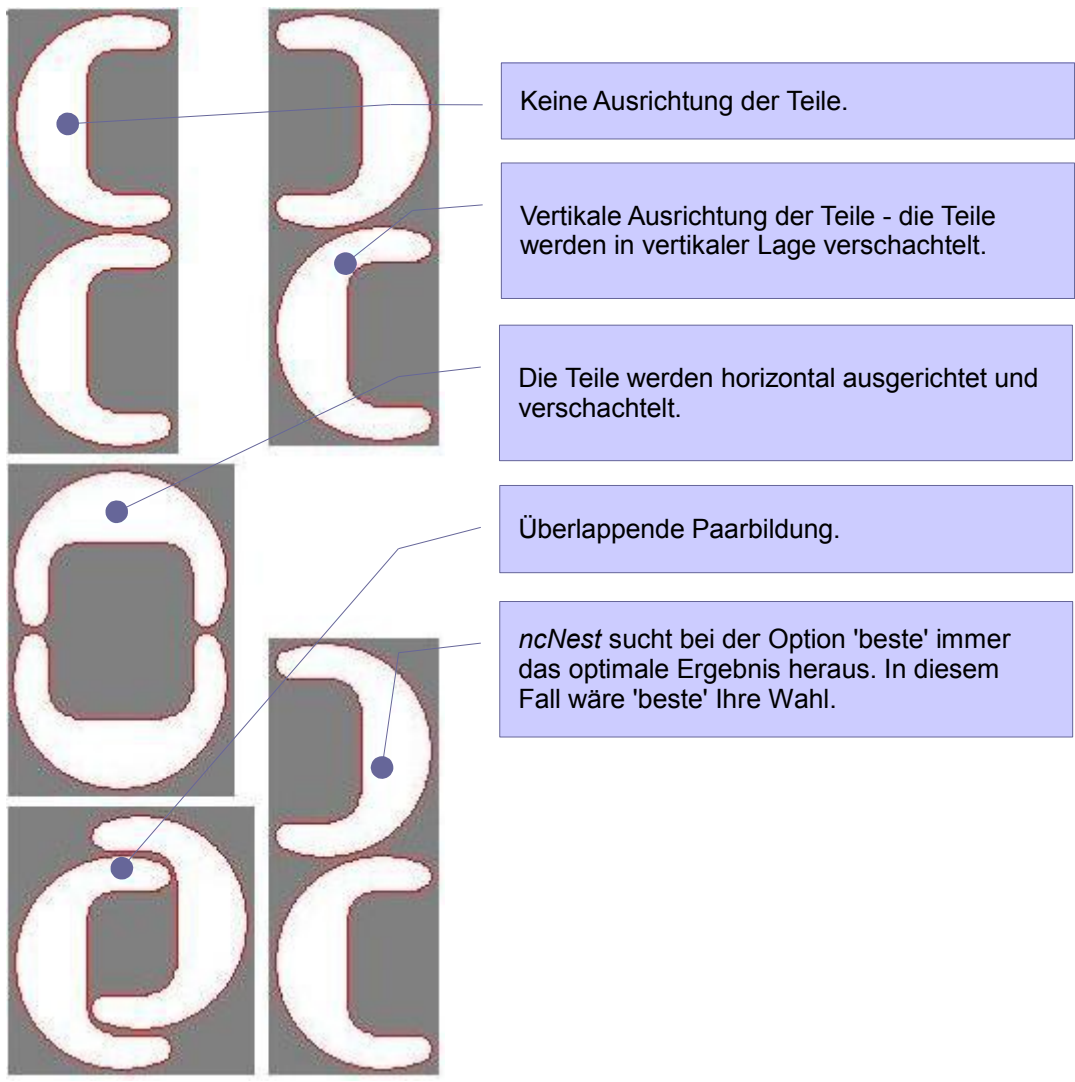 Keine Ausrichtung der Teile.
Vertikale Ausrichtung der Teile - die Teile
werden in vertikaler Lage verschachtelt.
Die Teile werden horizontal ausgerichtet und
verschachtelt.
Überlappende Paarbildung.
ncNest sucht bei der Option 'beste' immer
das optimale Ergebnis heraus. In diesem
Fall wäre 'beste' Ihre Wahl.